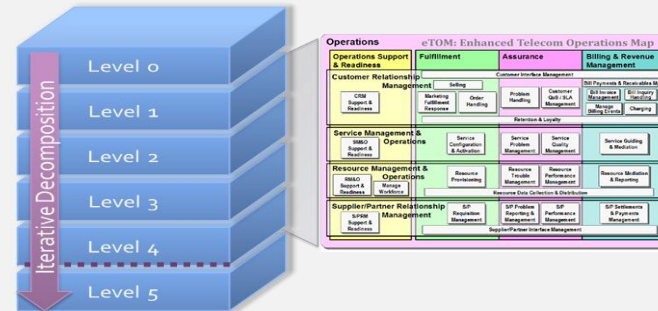 Level 0
Level 1
Level 2
Level 3
Level 4
Level 5
Iterative Decomposition
Operations
eTOM: Enhanced Telecom Operations Map
Operations Support
& Readiness
Fulfillment
Assurance
Billing & Revenue
Management
Customer Relationship
Management
Customer Interface Management
Selling
Bill Payments & Receivables M
CRM
Support &
Readiness
Marketing
Fulfillment
Response
Order
Handling
Problem
Handling
Customer
QoS / SLA
Management
Bill Invoice
Management
Bill Inquiry
Handling
Manage
Billing Events
Charging
Retention & Loyalty
Service Management &
Operations
SM&O
Support &
Readiness
Service
Configuration
& Activation
Service
Problem
Management
Service
Quality
Management
Service Guiding
& Mediation
Resource Management &
Operations
RM&O
Support &
Readiness
Manage
Workforce
Resource
Provisioning
Resource
Trouble
Management
Resource
Performance
Management
Resource Mediation
& Reporting
Resource Data Collection & Distribution
Supplier/Partner Relationship
Management
S/PRM
Support &
Readiness
S/P
Requisition
Management
S/P Problem
Reporting &
Management
S/P
Performance
Management
S/P Settlements
& Payments
Management
Supplier/Partner Interface Management